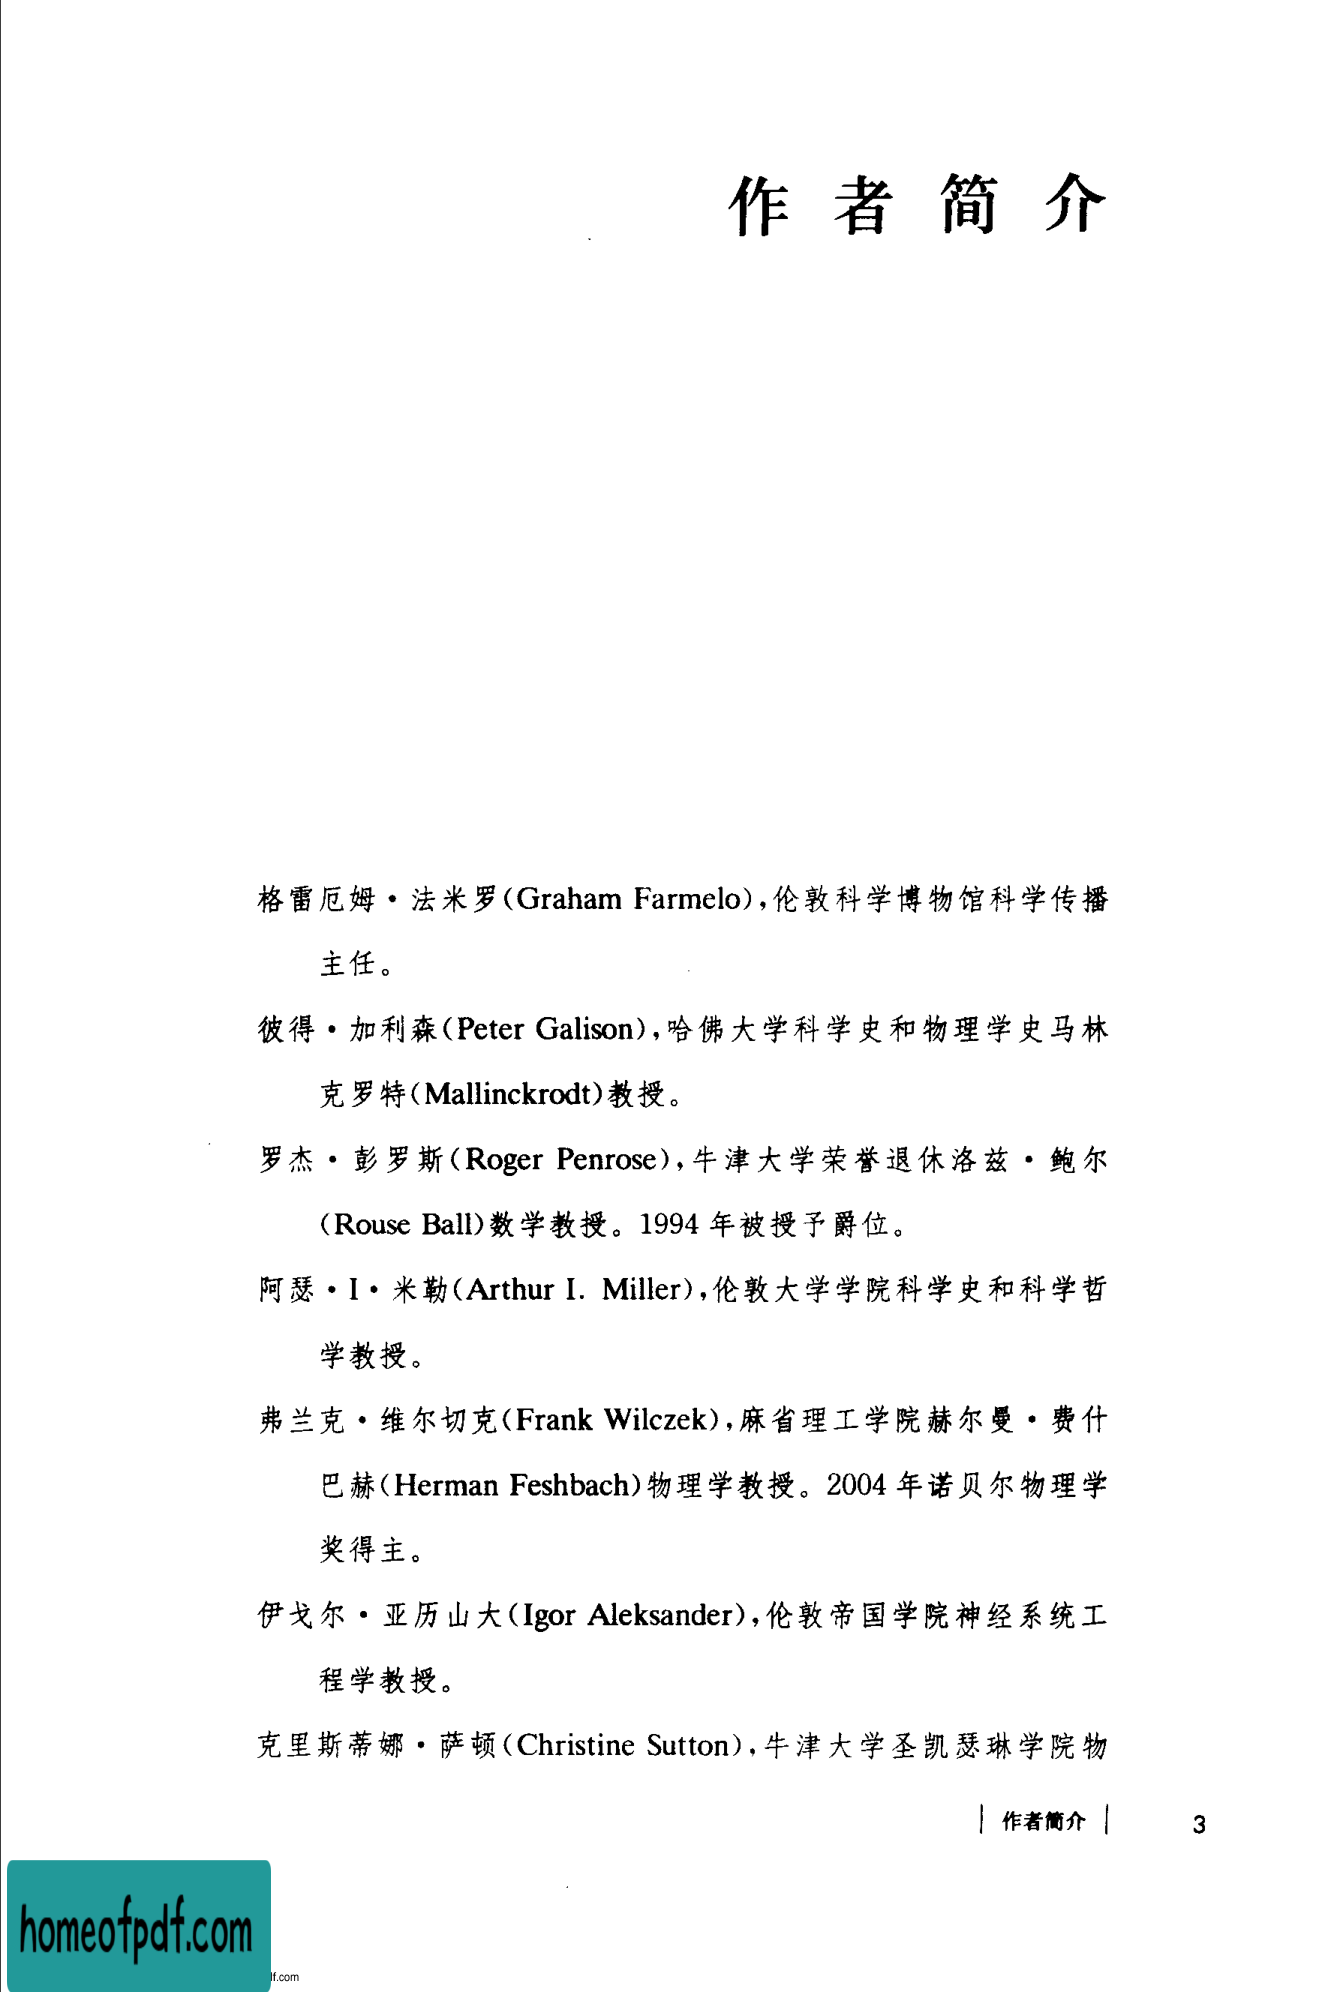 作者简介
格雷厄姆·法米罗(Graham Farmelo),伦敦科学博物馆科学传播
主任。
彼得·加利森(Peter Galison),哈佛大学科学史和物理学史马林
克罗特(Mallinckrodt)教授。
罗杰·彭罗斯(Roger Penrose),牛津大学荣誉退休洛兹·鲍尔
(Rouse Ball)数学教授。1994年被授予爵位。
阿瑟·I·米勒(Arthur I. Miller),伦敦大学学院科学史和科学哲
学教授。
弗兰克·维尔切克(Frank Wilczek),麻省理工学院赫尔曼·费什
巴赫(Herman Feshbach)物理学教授。2004年诺贝尔物理学
奖得主。
伊戈尔·亚历山大(Igor Aleksander),伦敦帝国学院神经系统工
程学教授。
克里斯蒂娜·萨顿(Christine Sutton),牛津大学圣凯瑟琳学院物
作者简介 3
homeofpdf.com
lf.com